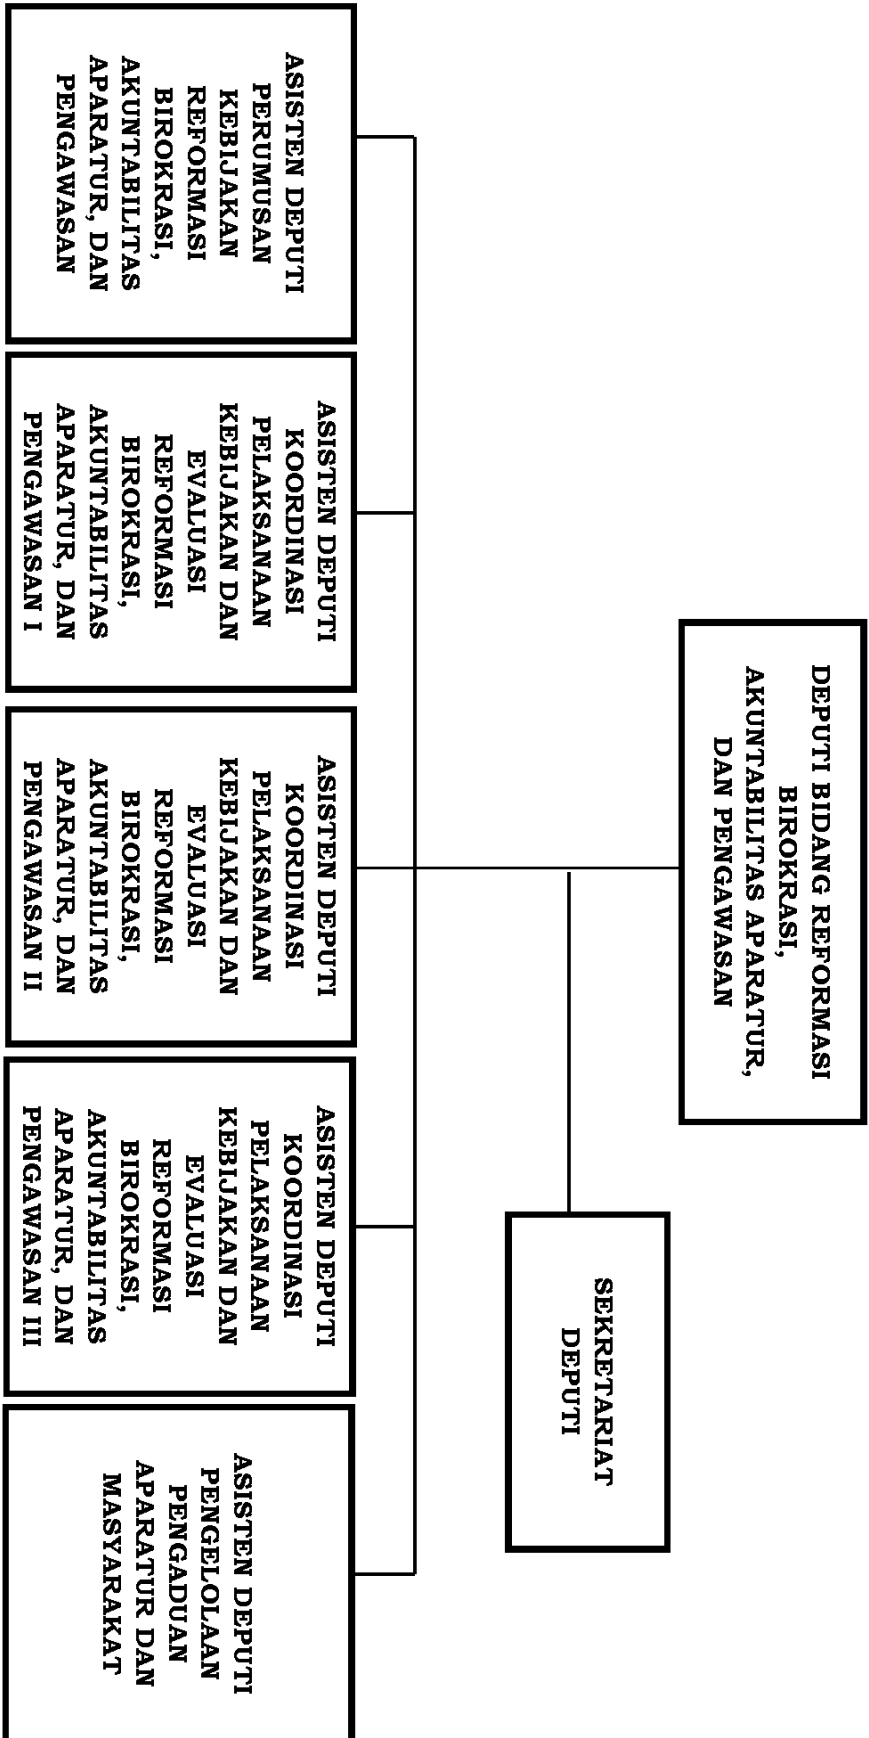 DEPUTI BIDANG REFORMASI
BIROKRASI,
AKUNTABILITAS APARATUR,
DAN PENGAWASAN
SEKRETARIAT
DEPUTI
ASISTEN DEPUTI
PERUMUSAN
KEBIJAKAN
REFORMASI
BIROKRASI,
AKUNTABILITAS
APARATUR, DAN
PENGAWASAN
ASISTEN DEPUTI
KOORDINASI
PELAKSANAAN
KEBIJAKAN DAN
EVALUASI
REFORMASI
BIROKRASI,
AKUNTABILITAS
APARATUR, DAN
PENGAWASAN I
ASISTEN DEPUTI
KOORDINASI
PELAKSANAAN
KEBIJAKAN DAN
EVALUASI
REFORMASI
BIROKRASI,
AKUNTABILITAS
APARATUR, DAN
PENGAWASAN II
ASISTEN DEPUTI
KOORDINASI
PELAKSANAAN
KEBIJAKAN DAN
EVALUASI
REFORMASI
BIROKRASI,
AKUNTABILITAS
APARATUR, DAN
PENGAWASAN III
ASISTEN DEPUTI
PENGELOLAAN
PENGADUAN
APARATUR DAN
MASYARAKAT